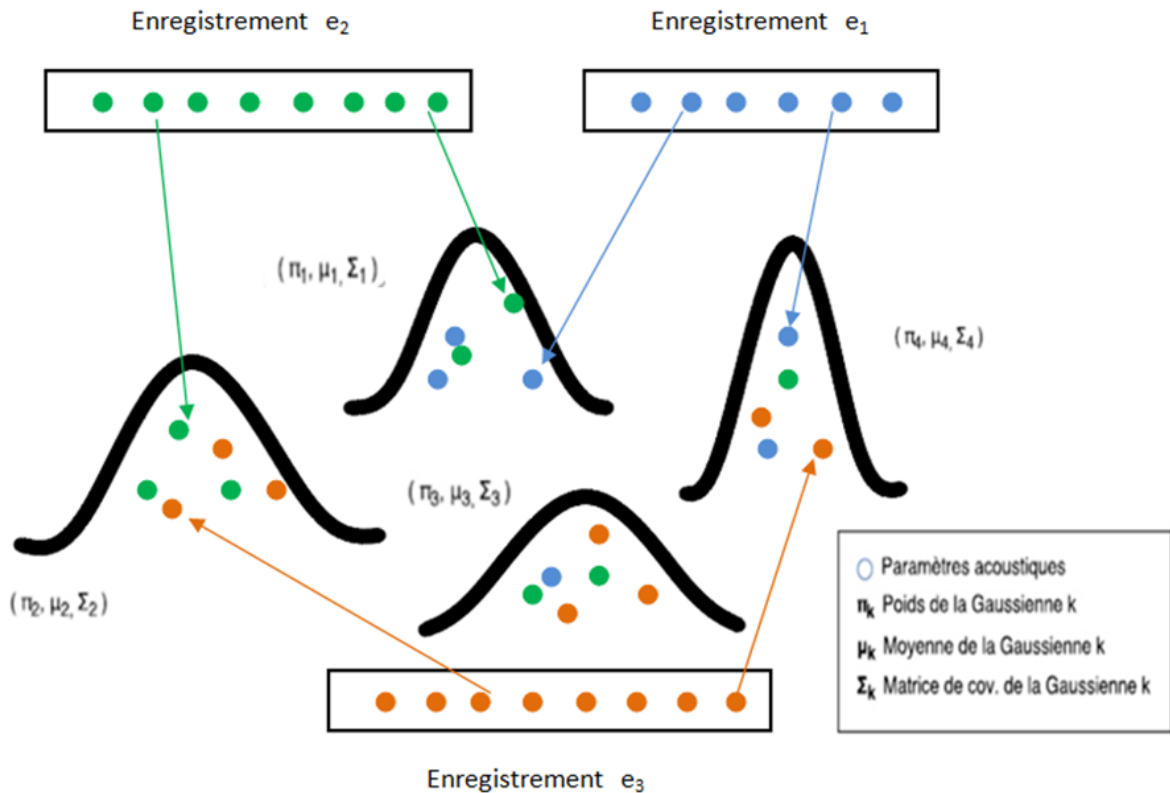 Enregistrement e₂
Enregistrement e₁
(π₁, μ₁, Σ₁)
(π₄, μ₄, Σ₄)
(π₃, μ₃, Σ₃)
(π₂, μ₂, Σ₂)
Paramètres acoustiques
πₖ Poids de la Gaussienne k
μₖ Moyenne de la Gaussienne k
Σₖ Matrice de cov. de la Gaussienne k
Enregistrement e₃